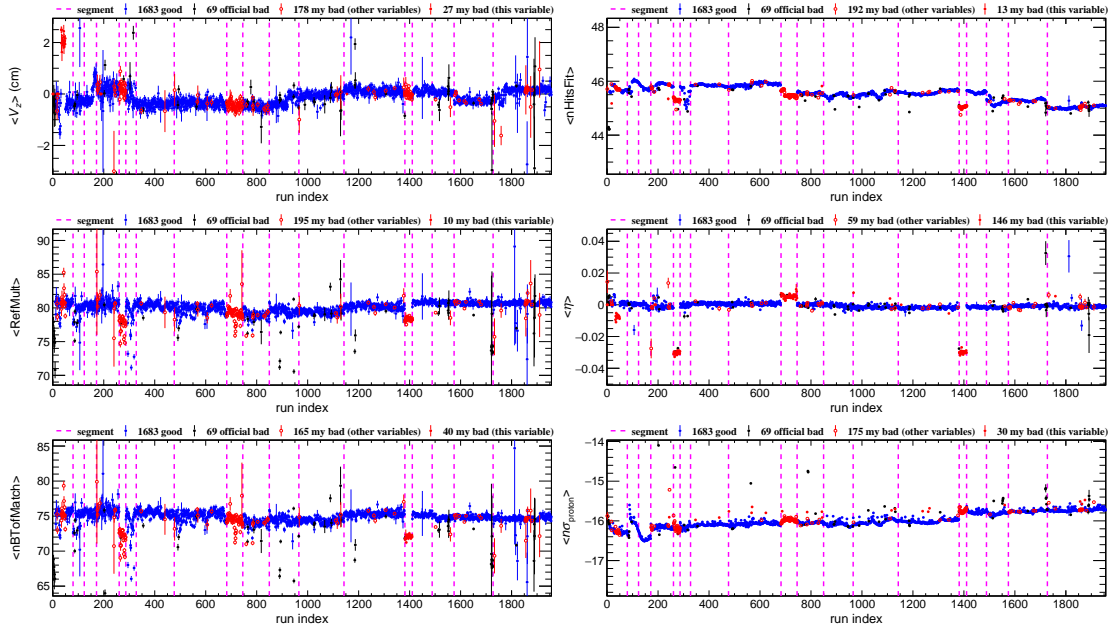 segment 1683 good 69 official bad 178 my bad (other variables) 27 my bad (this variable)
<V_z> (cm)
2
0
−2
0 200 400 600 800 1000 1200 1400 1600 1800
run index
segment 1683 good 69 official bad 192 my bad (other variables) 13 my bad (this variable)
<nHitsFit>
48
46
44
0 200 400 600 800 1000 1200 1400 1600 1800
run index
segment 1683 good 69 official bad 195 my bad (other variables) 10 my bad (this variable)
<RefMult>
90
85
80
75
70
0 200 400 600 800 1000 1200 1400 1600 1800
run index
segment 1683 good 69 official bad 59 my bad (other variables) 146 my bad (this variable)
<η>
0.04
0.02
0
−0.02
−0.04
0 200 400 600 800 1000 1200 1400 1600 1800
run index
segment 1683 good 69 official bad 165 my bad (other variables) 40 my bad (this variable)
<nBTofMatch>
85
80
75
70
65
0 200 400 600 800 1000 1200 1400 1600 1800
run index
segment 1683 good 69 official bad 175 my bad (other variables) 30 my bad (this variable)
<nσ_proton>
−14
−15
−16
−17
0 200 400 600 800 1000 1200 1400 1600 1800
run index